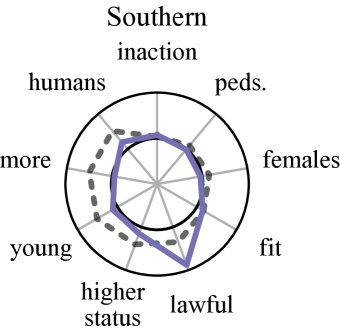 Southern
inaction
humans
peds.
more
females
young
fit
higher
status
lawful